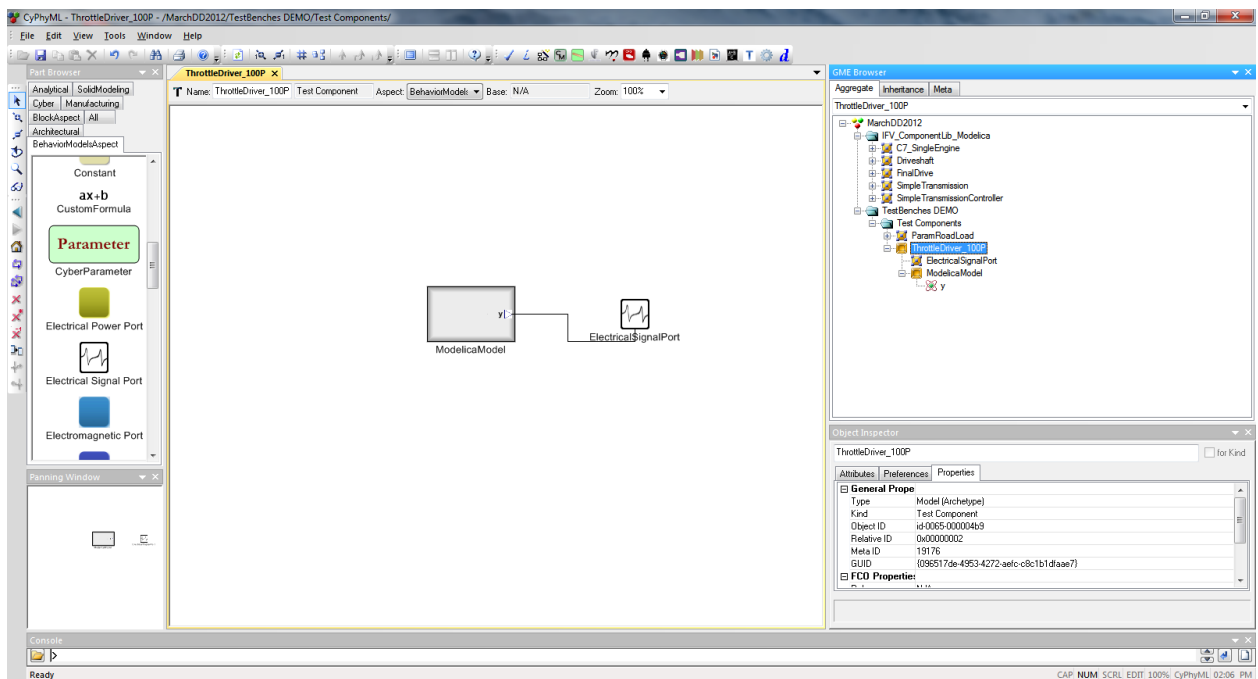 CyPhyML - ThrottleDriver_100P - /MarchDD2012/TestBenches DEMO/Test Components/
File Edit View Tools Window Help
Part Browser
Analytical SolidModeling
Cyber Manufacturing
BlockAspect All
Architectural
BehaviorModelsAspect
Constant
ax+b
CustomFormula
Parameter
CyberParameter
Electrical Power Port
Electrical Signal Port
Electromagnetic Port
Panning Window
ThrottleDriver_100P
Name: ThrottleDriver_100P Test Component Aspect: BehaviorModels Base: N/A Zoom: 100%
y
ModelicaModel
ElectricalSignalPort
GME Browser
Aggregate Inheritance Meta
ThrottleDriver_100P
MarchDD2012
IFV_ComponentLib_Modelica
C7_SingleEngine
Driveshaft
FinalDrive
SimpleTransmission
SimpleTransmissionController
TestBenches DEMO
Test Components
ParamRoadLoad
ThrottleDriver_100P
ElectricalSignalPort
ModelicaModel
y
Object Inspector
ThrottleDriver_100P for Kind
Attributes Preferences Properties
General Prope
Type Model (Archetype)
Kind Test Component
Object ID id-0065-000004b9
Relative ID 0x00000002
Meta ID 19176
GUID {096517de-4953-4272-aefc-c8c1b1dfaae7}
FCO Properties
Console
Ready CAP NUM SCRL EDIT 100% CyPhyML 02:06 PM